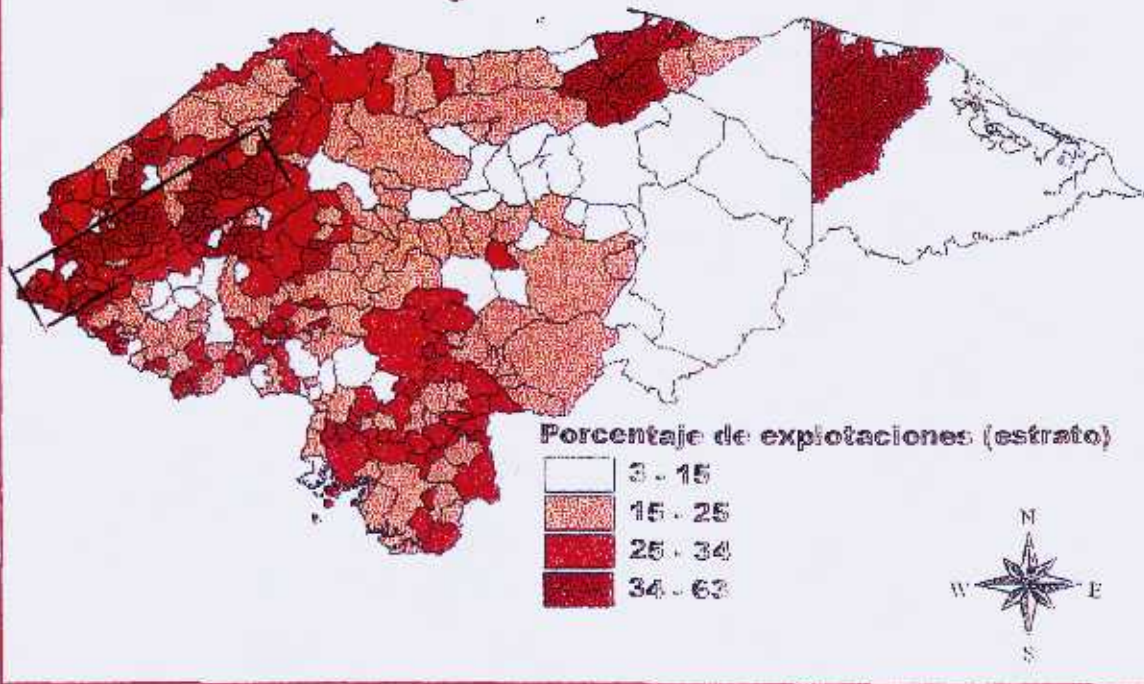 Porcentaje de explotaciones (estrato)
3 - 15
15 - 25
25 - 34
34 - 63
N
W E
S